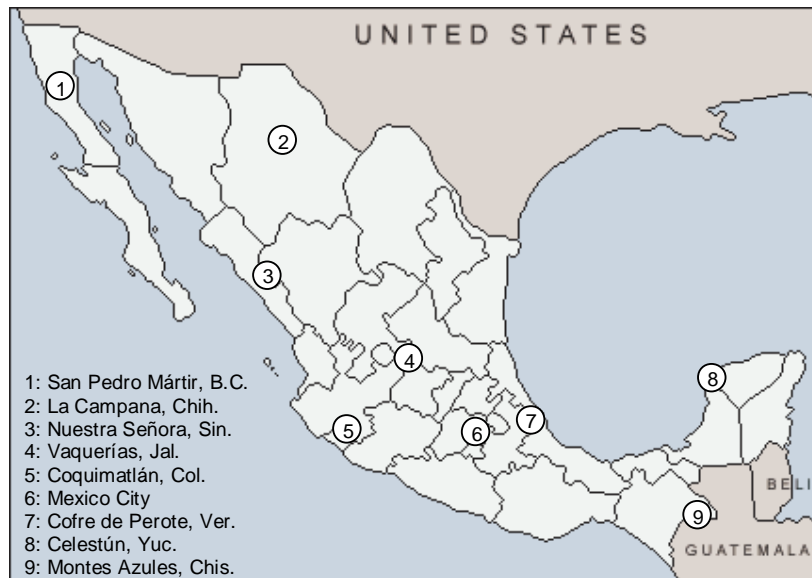 UNITED STATES
1
2
3
4
5
6
7
8
9
BELI
GUATEMALA
1: San Pedro Mártir, B.C.
2: La Campana, Chih.
3: Nuestra Señora, Sin.
4: Vaquerías, Jal.
5: Coquimatlán, Col.
6: Mexico City
7: Cofre de Perote, Ver.
8: Celestún, Yuc.
9: Montes Azules, Chis.